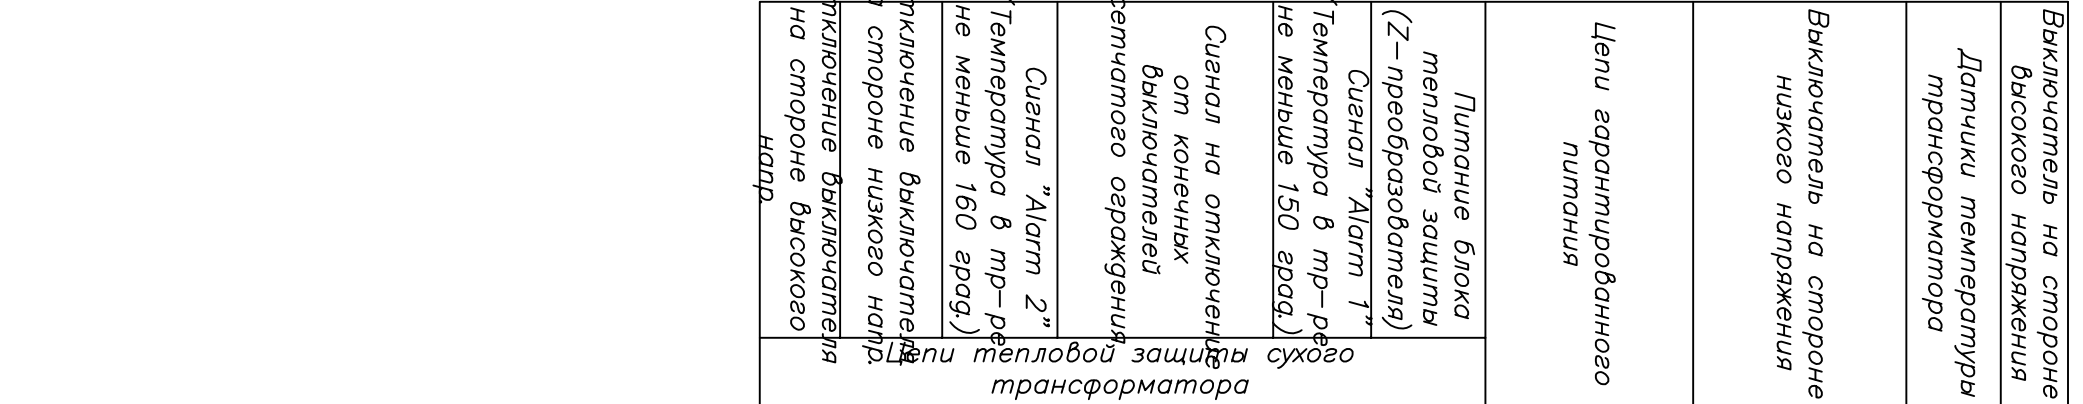 Выключатель на стороне
высокого напряжения
Датчики температуры
трансформатора
Выключатель на стороне
низкого напряжения
Цепи гарантированного
питания
Питание блока
тепловой защиты
(Z-преобразователя)
Сигнал "Alarm 1"
(Температура в тр-ре
не меньше 150 град.)
Сигнал на отключение
от конечных
выключателей
сетчатого ограждения
Сигнал "Alarm 2"
(Температура в тр-ре
не меньше 160 град.)
тключение выключателя
а стороне низкого напр.
тключение выключателя
на стороне высокого
напр.
Цепи тепловой защиты сухого
трансформатора